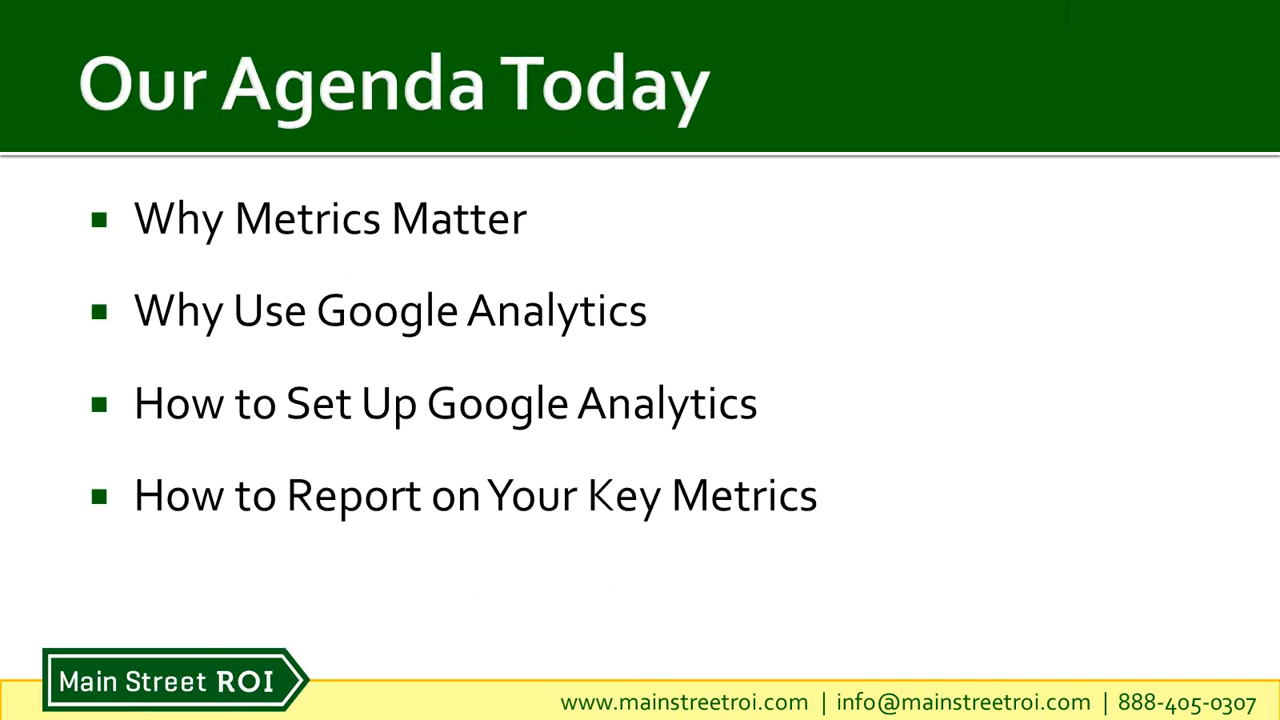 Our Agenda Today
Why Metrics Matter
Why Use Google Analytics
How to Set Up Google Analytics
How to Report on Your Key Metrics
Main Street ROI
www.mainstreetroi.com | info@mainstreetroi.com | 888-405-0307